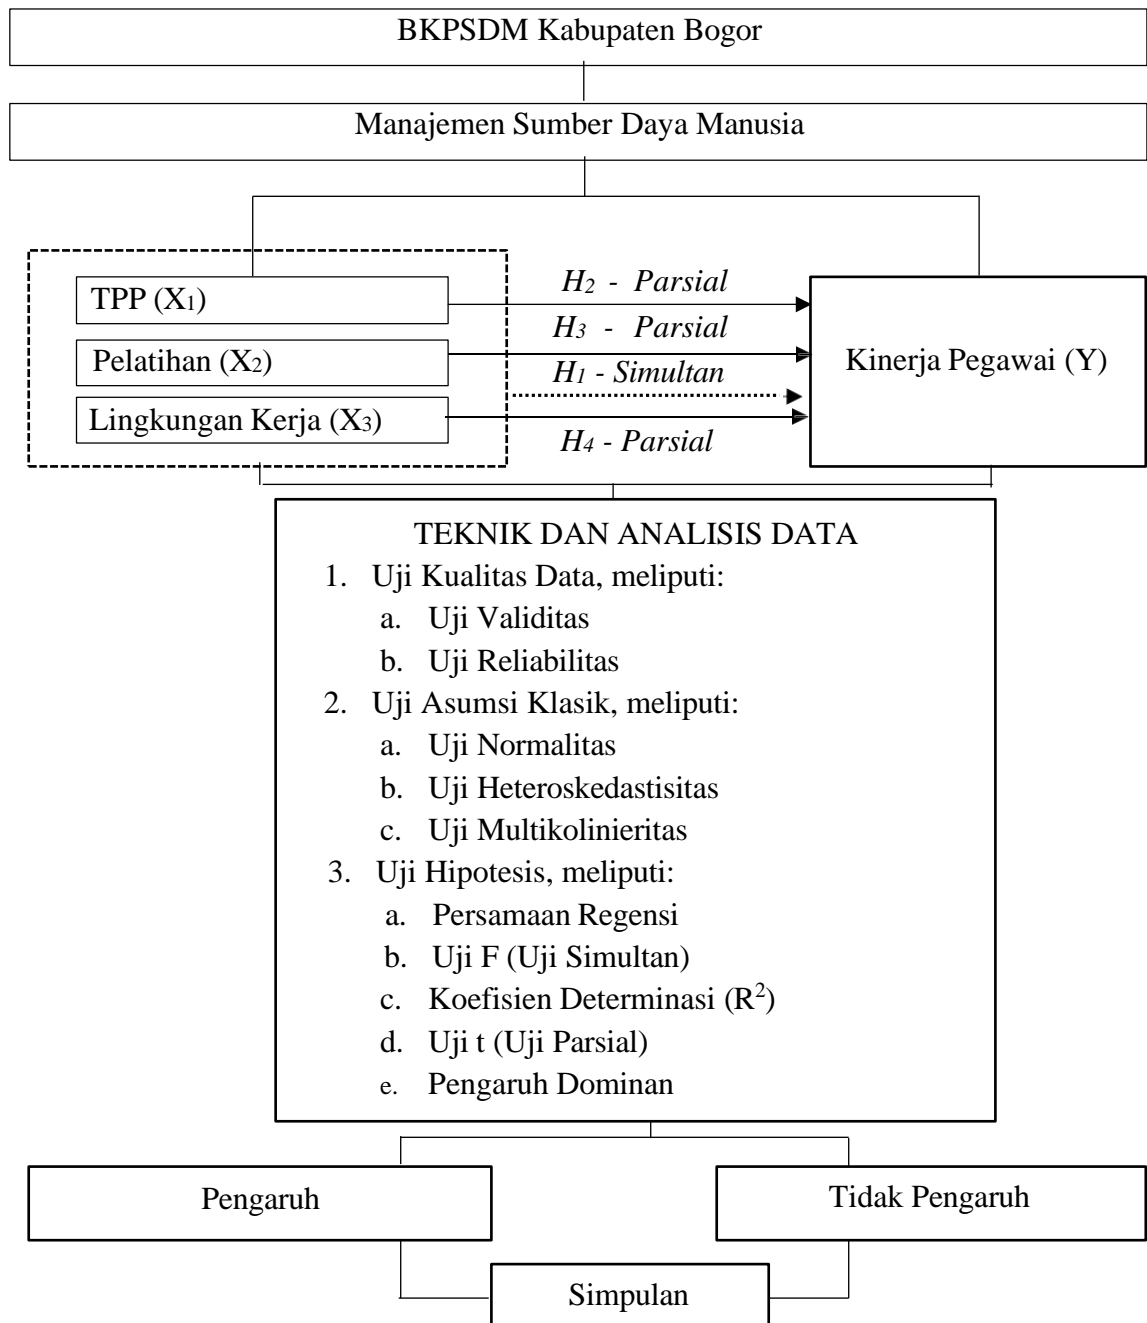 BKPSDM Kabupaten Bogor
Manajemen Sumber Daya Manusia
TPP (X1)
H2 - Parsial
Pelatihan (X2)
H3 - Parsial
H1 - Simultan
Lingkungan Kerja (X3)
H4 - Parsial
Kinerja Pegawai (Y)
TEKNIK DAN ANALISIS DATA
1. Uji Kualitas Data, meliputi:
a. Uji Validitas
b. Uji Reliabilitas
2. Uji Asumsi Klasik, meliputi:
a. Uji Normalitas
b. Uji Heteroskedastisitas
c. Uji Multikolinieritas
3. Uji Hipotesis, meliputi:
a. Persamaan Regensi
b. Uji F (Uji Simultan)
c. Koefisien Determinasi (R²)
d. Uji t (Uji Parsial)
e. Pengaruh Dominan
Pengaruh
Tidak Pengaruh
Simpulan